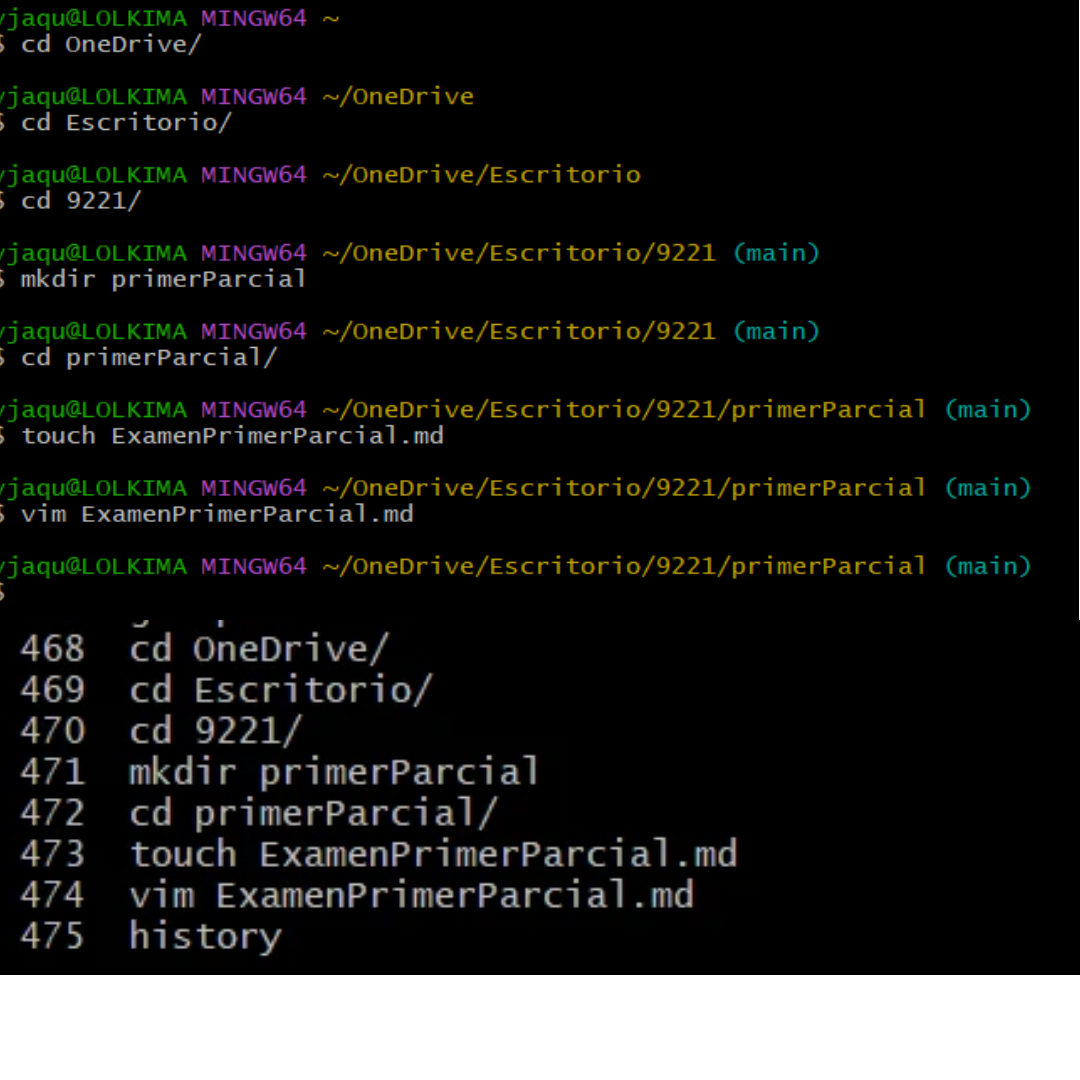 yjaqu@LOLKIMA MINGW64 ~
$ cd OneDrive/
yjaqu@LOLKIMA MINGW64 ~/OneDrive
$ cd Escritorio/
yjaqu@LOLKIMA MINGW64 ~/OneDrive/Escritorio
$ cd 9221/
yjaqu@LOLKIMA MINGW64 ~/OneDrive/Escritorio/9221 (main)
$ mkdir primerParcial
yjaqu@LOLKIMA MINGW64 ~/OneDrive/Escritorio/9221 (main)
$ cd primerParcial/
yjaqu@LOLKIMA MINGW64 ~/OneDrive/Escritorio/9221/primerParcial (main)
$ touch ExamenPrimerParcial.md
yjaqu@LOLKIMA MINGW64 ~/OneDrive/Escritorio/9221/primerParcial (main)
$ vim ExamenPrimerParcial.md
yjaqu@LOLKIMA MINGW64 ~/OneDrive/Escritorio/9221/primerParcial (main)
$
468 cd OneDrive/
469 cd Escritorio/
470 cd 9221/
471 mkdir primerParcial
472 cd primerParcial/
473 touch ExamenPrimerParcial.md
474 vim ExamenPrimerParcial.md
475 history